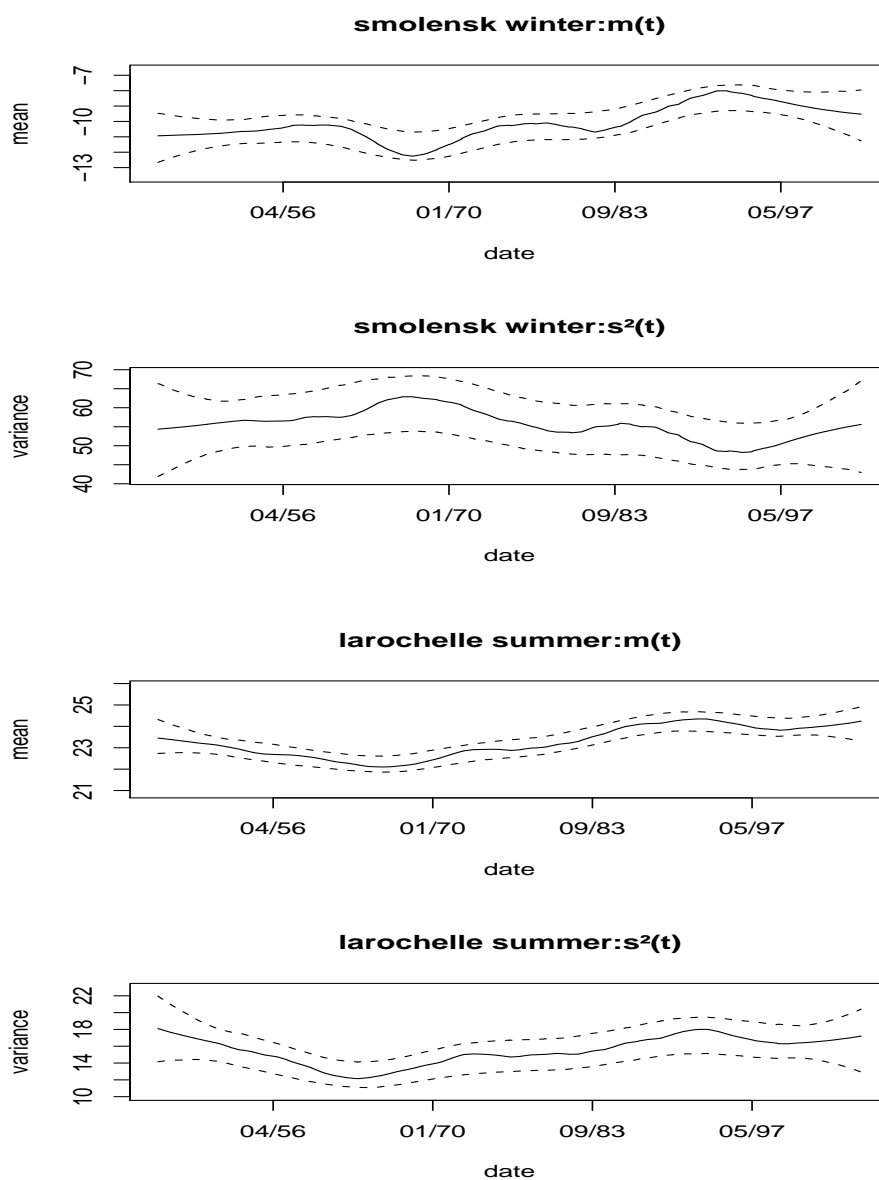 smolensk winter:m(t)
mean
-7
-10
-13
04/56 01/70 09/83 05/97
date
smolensk winter:s²(t)
variance
70
60
50
40
04/56 01/70 09/83 05/97
date
larochelle summer:m(t)
mean
25
23
21
04/56 01/70 09/83 05/97
date
larochelle summer:s²(t)
variance
22
18
14
10
04/56 01/70 09/83 05/97
date